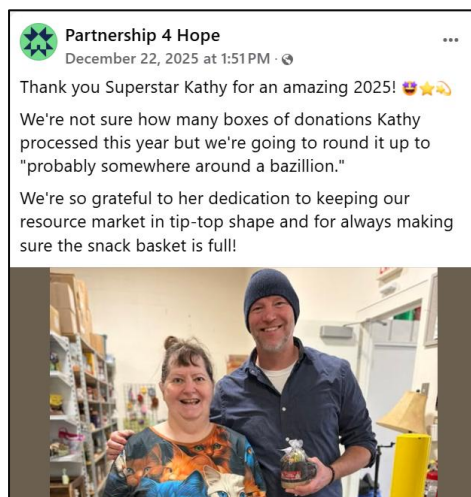 Partnership 4 Hope
December 22, 2025 at 1:51 PM ·
Thank you Superstar Kathy for an amazing 2025! 🤩⭐💫
We're not sure how many boxes of donations Kathy
processed this year but we're going to round it up to
"probably somewhere around a bazillion."
We're so grateful to her dedication to keeping our
resource market in tip-top shape and for always making
sure the snack basket is full!